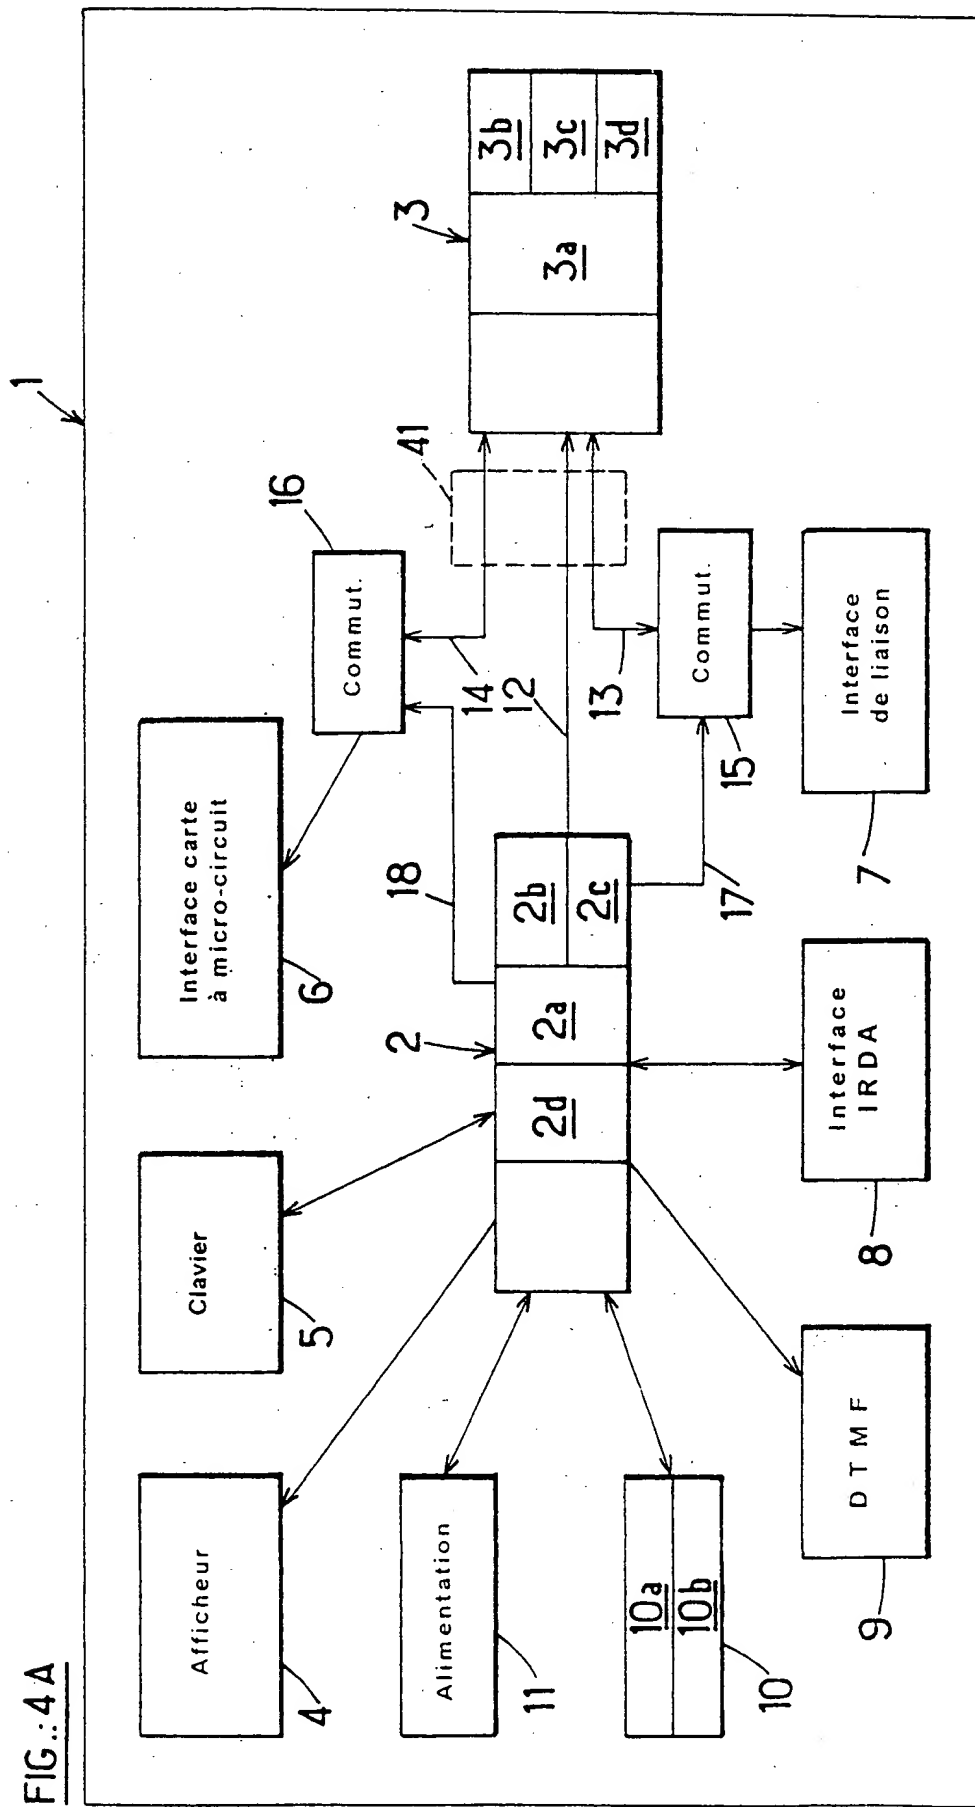 FIG.:4A
1
Afficheur
4
Clavier
5
Interface carte
à micro-circuit
6
Commut.
16
Alimentation
11
2
18
14
12
41
3
2d
2a
2b
2c
3a
3b
3c
3d
10a
10b
10
13
17
Commut.
15
DTMF
9
Interface
IRDA
8
Interface
de liaison
7